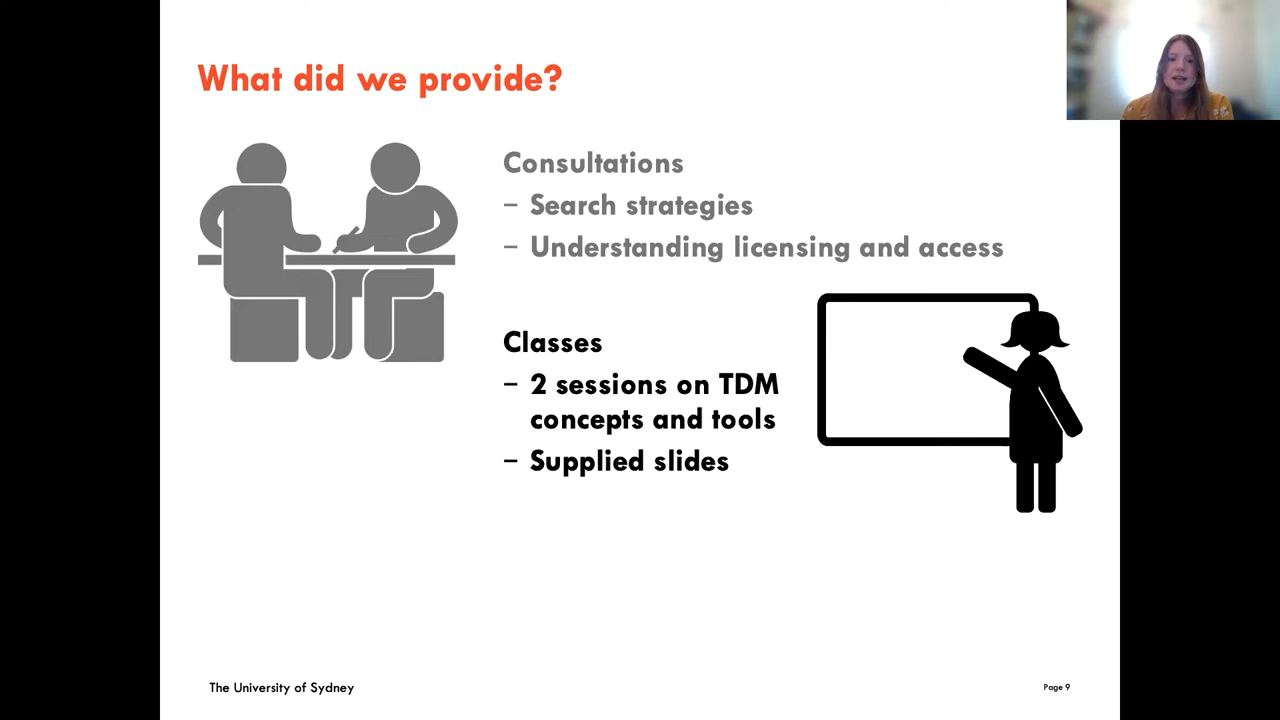 What did we provide?
Consultations
– Search strategies
– Understanding licensing and access
Classes
– 2 sessions on TDM
concepts and tools
– Supplied slides
The University of Sydney
Page 9